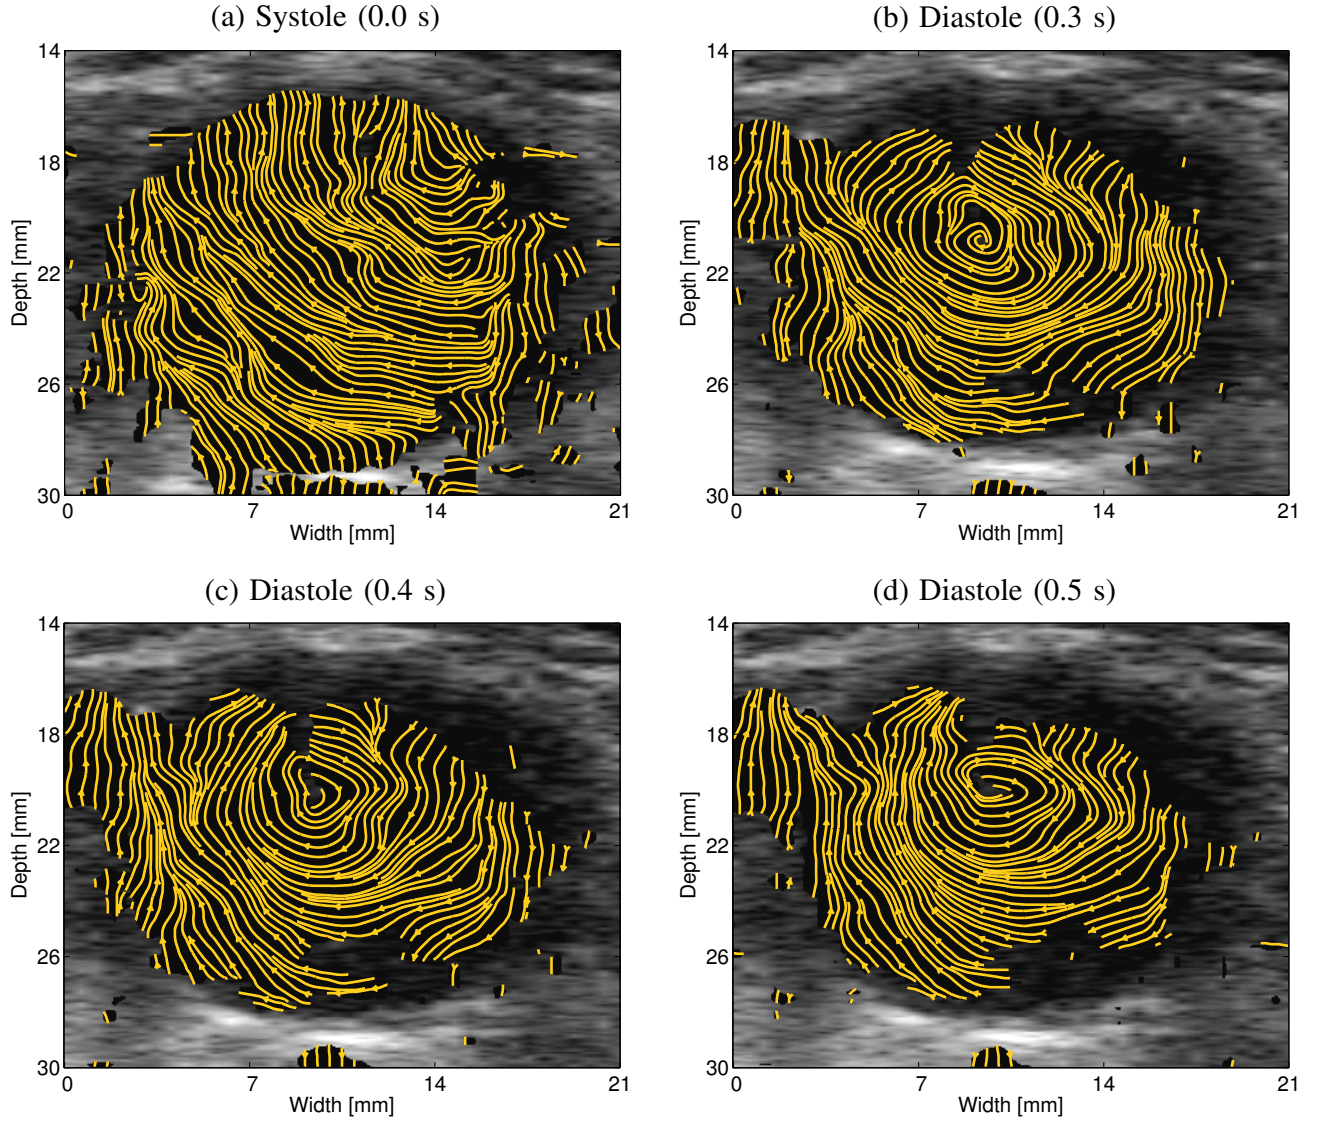 (a) Systole (0.0 s)
14
18
22
26
30
Depth [mm]
0 7 14 21
Width [mm]
(b) Diastole (0.3 s)
14
18
22
26
30
Depth [mm]
0 7 14 21
Width [mm]
(c) Diastole (0.4 s)
14
18
22
26
30
Depth [mm]
0 7 14 21
Width [mm]
(d) Diastole (0.5 s)
14
18
22
26
30
Depth [mm]
0 7 14 21
Width [mm]